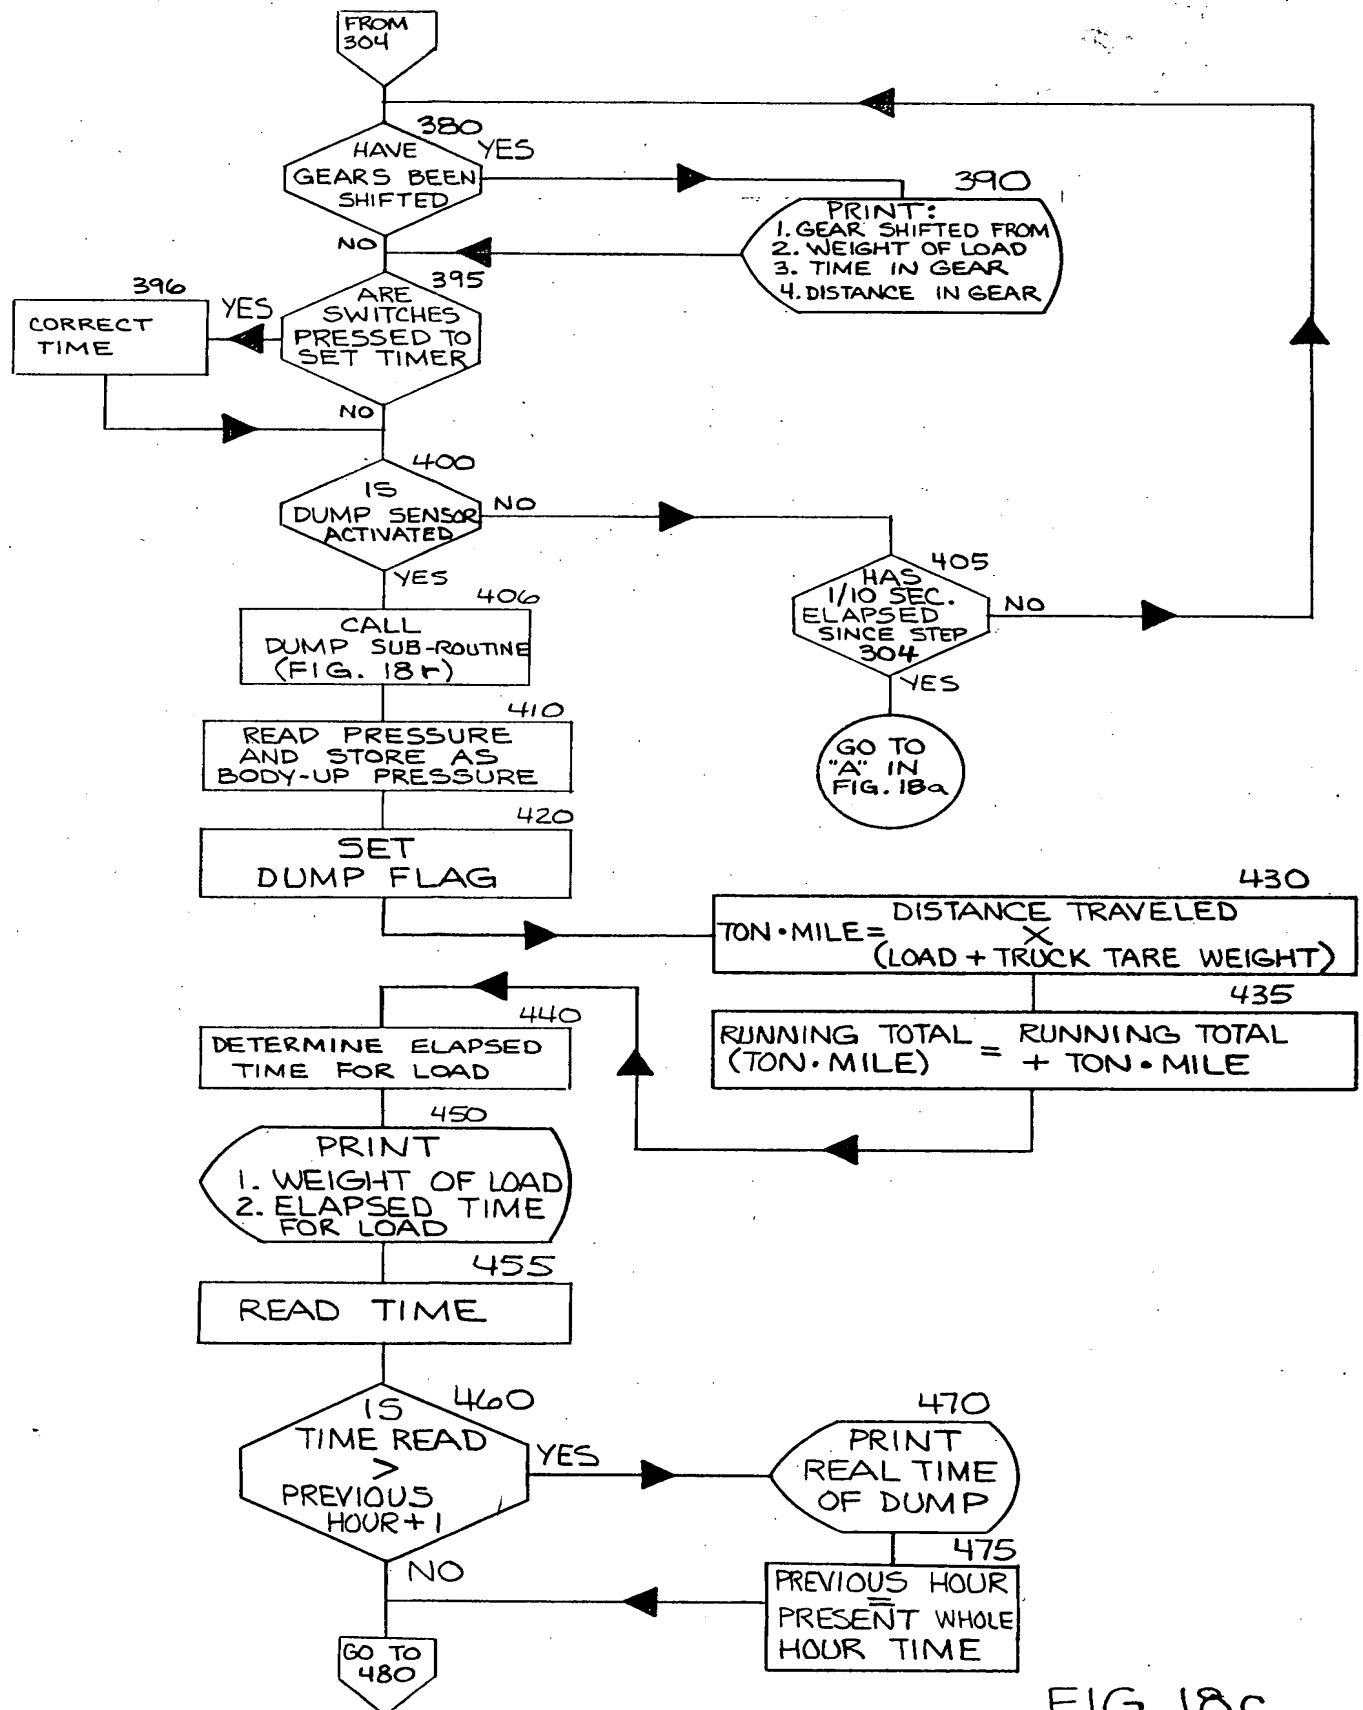 FROM
304
380
HAVE
GEARS BEEN
SHIFTED
YES
NO
390
PRINT:
1. GEAR SHIFTED FROM
2. WEIGHT OF LOAD
3. TIME IN GEAR
4. DISTANCE IN GEAR
395
ARE
SWITCHES
PRESSED TO
SET TIMER
YES
NO
396
CORRECT
TIME
400
IS
DUMP SENSOR
ACTIVATED
NO
YES
405
HAS
1/10 SEC.
ELAPSED
SINCE STEP
304
NO
YES
GO TO
"A" IN
FIG. 18a
406
CALL
DUMP SUB-ROUTINE
(FIG. 18r)
410
READ PRESSURE
AND STORE AS
BODY-UP PRESSURE
420
SET
DUMP FLAG
430
DISTANCE TRAVELED
TON·MILE = X
(LOAD + TRUCK TARE WEIGHT)
435
RUNNING TOTAL = RUNNING TOTAL
(TON·MILE) + TON·MILE
440
DETERMINE ELAPSED
TIME FOR LOAD
450
PRINT
1. WEIGHT OF LOAD
2. ELAPSED TIME
FOR LOAD
455
READ TIME
460
IS
TIME READ
>
PREVIOUS
HOUR + 1
YES
NO
470
PRINT
REAL TIME
OF DUMP
475
PREVIOUS HOUR
=
PRESENT WHOLE
HOUR TIME
GO TO
480
FIG. 18c